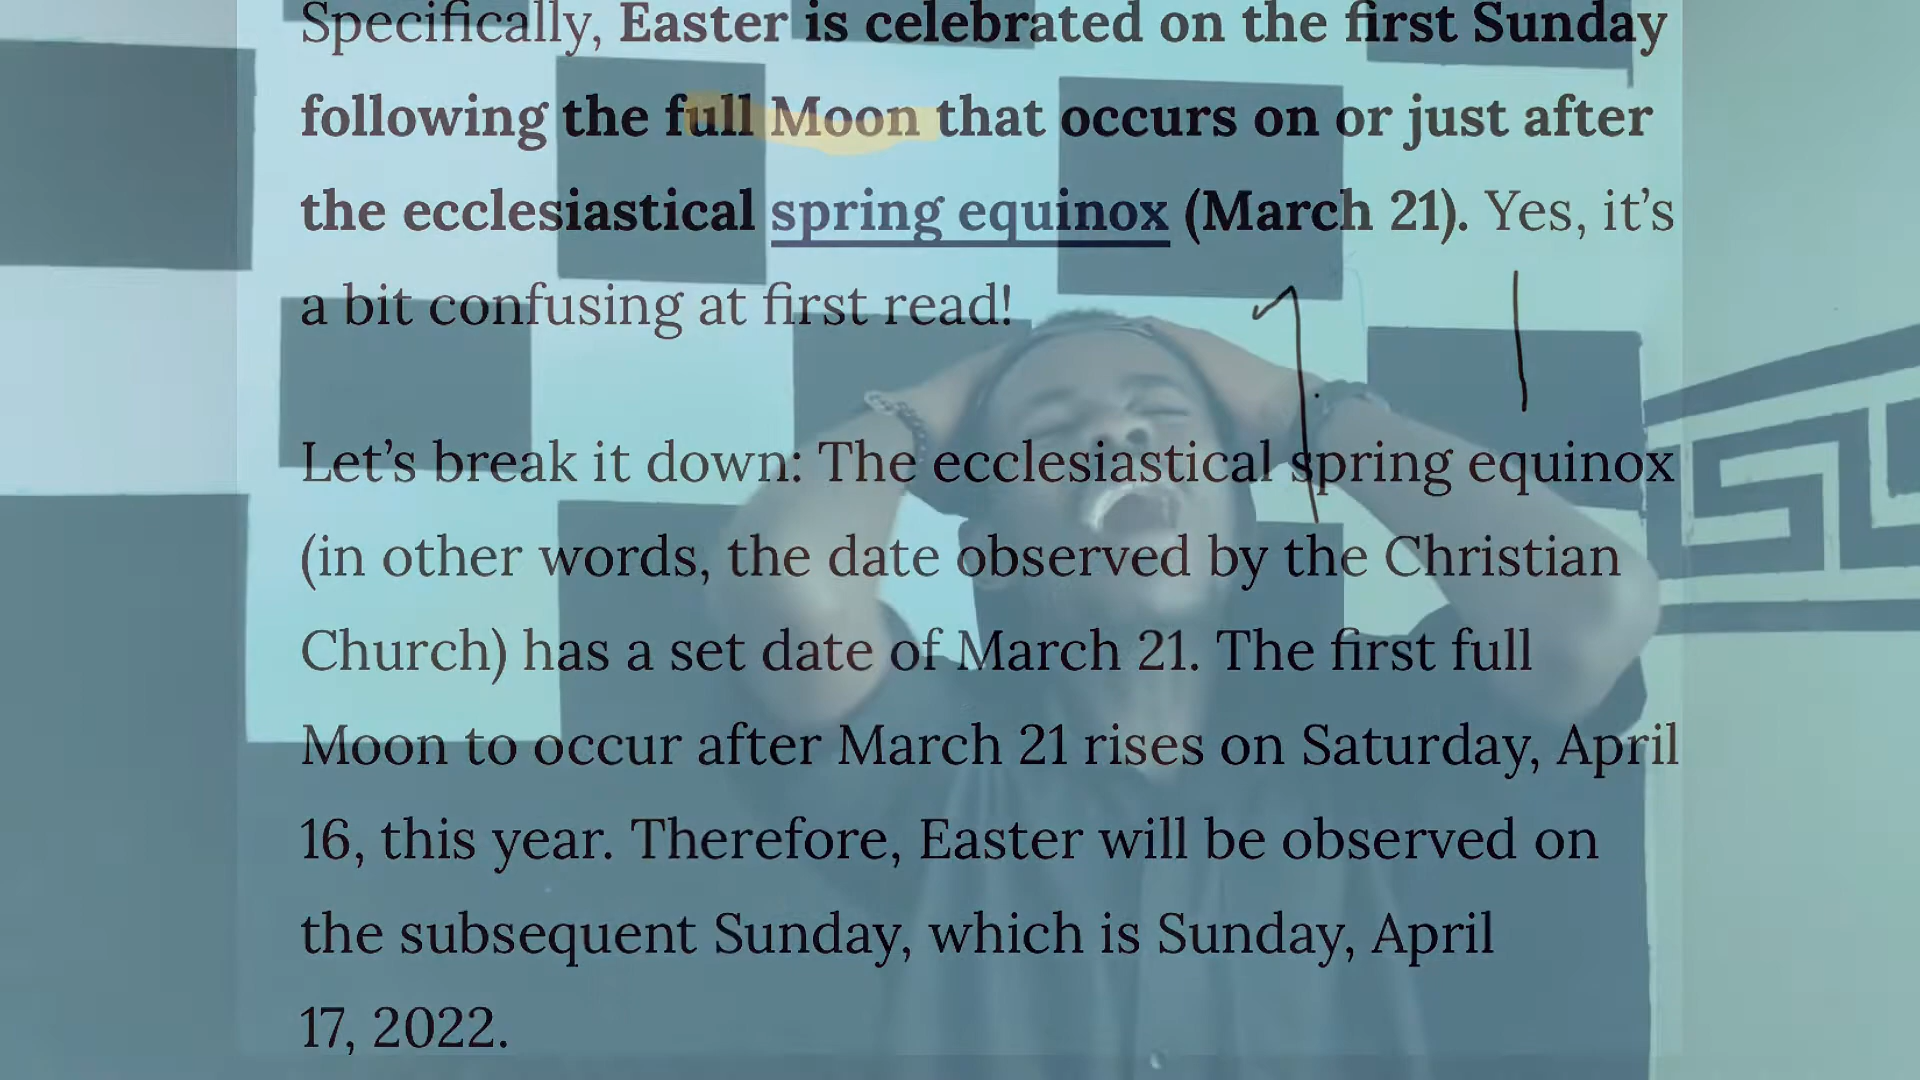 Specifically, Easter is celebrated on the first Sunday
following the full Moon that occurs on or just after
the ecclesiastical spring equinox (March 21). Yes, it’s
a bit confusing at first read!
Let’s break it down: The ecclesiastical spring equinox
(in other words, the date observed by the Christian
Church) has a set date of March 21. The first full
Moon to occur after March 21 rises on Saturday, April
16, this year. Therefore, Easter will be observed on
the subsequent Sunday, which is Sunday, April
17, 2022.